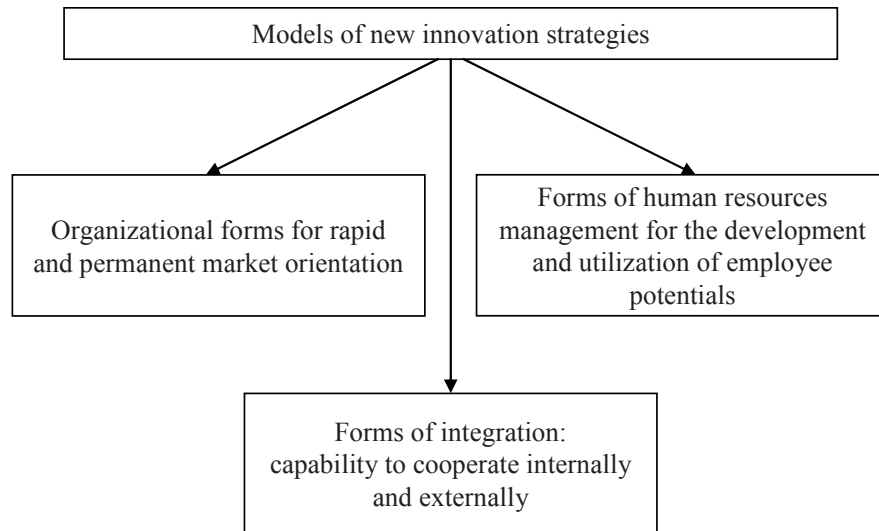 Models of new innovation strategies
Organizational forms for rapid
and permanent market orientation
Forms of human resources
management for the development
and utilization of employee
potentials
Forms of integration:
capability to cooperate internally
and externally